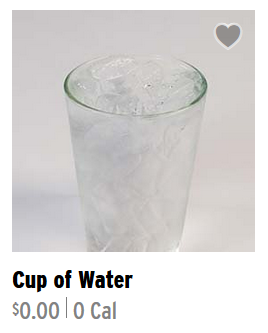 Cup of Water
$0.00 | 0 Cal